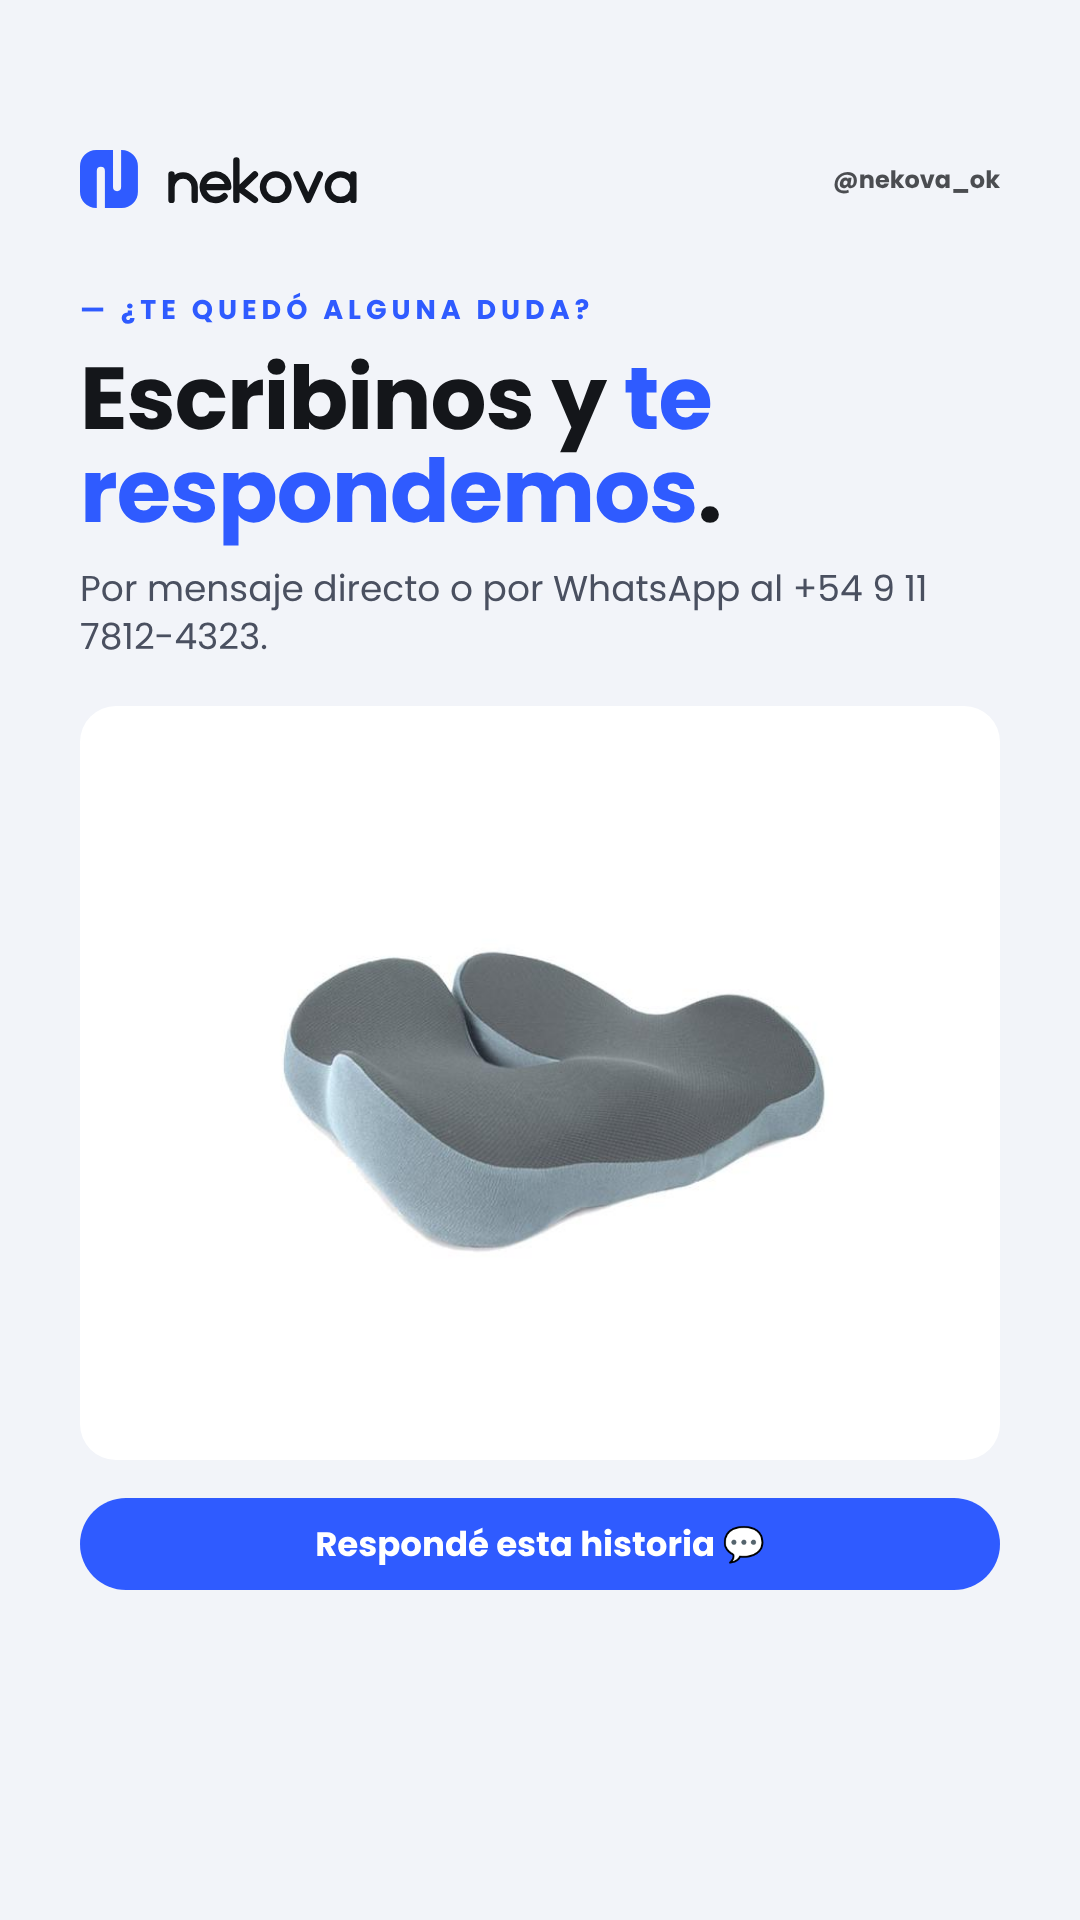 nekova
@nekova_ok
— ¿TE QUEDÓ ALGUNA DUDA?
Escribinos y te
respondemos.
Por mensaje directo o por WhatsApp al +54 9 11
7812-4323.
Respondé esta historia 💬